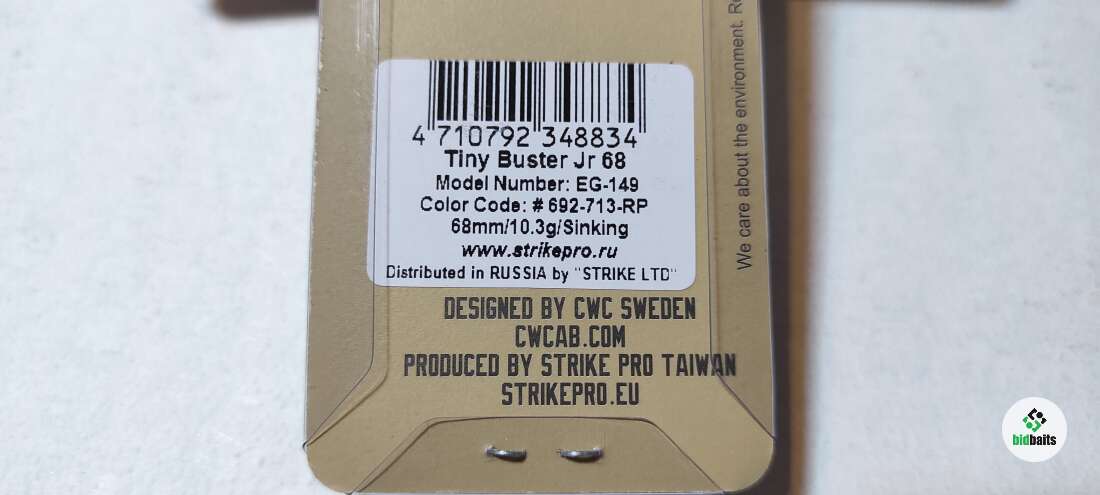 4 710792 348834
Tiny Buster Jr 68
Model Number: EG-149
Color Code: # 692-713-RP
68mm/10.3g/Sinking
www.strikepro.ru
Distributed in RUSSIA by "STRIKE LTD"
DESIGNED BY CWC SWEDEN
CWCAB.COM
PRODUCED BY STRIKE PRO TAIWAN
STRIKEPRO.EU
We care about the environment.
bidbaits